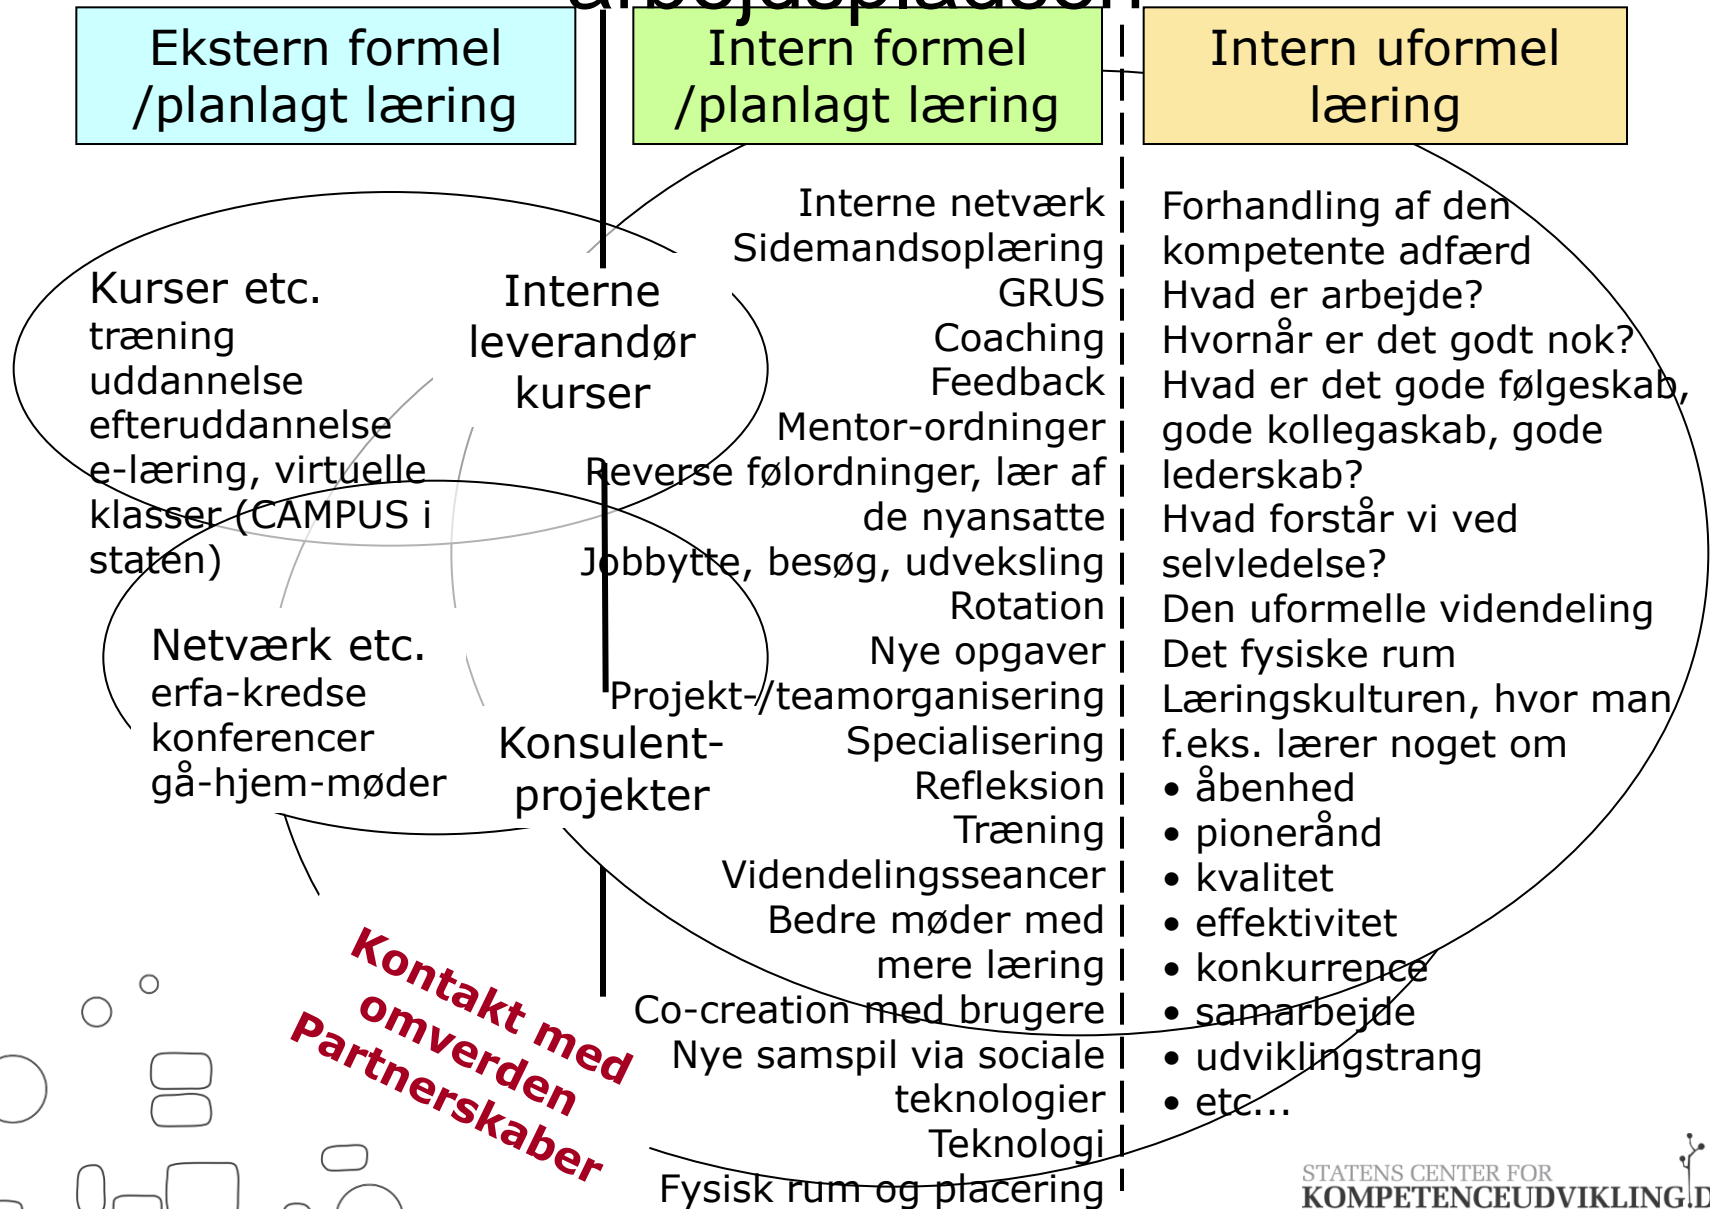 arbejdspladsen
Ekstern formel
/planlagt læring
Intern formel
/planlagt læring
Intern uformel
læring
Kurser etc.
træning
uddannelse
efteruddannelse
e-læring, virtuelle
klasser (CAMPUS i
staten)
Interne
leverandør
kurser
Netværk etc.
erfa-kredse
konferencer
gå-hjem-møder
Konsulent-
projekter
Kontakt med
omverden
Partnerskaber
Interne netværk
Sidemandsoplæring
GRUS
Coaching
Feedback
Mentor-ordninger
Reverse følordninger, lær af
de nyansatte
Jobbytte, besøg, udveksling
Rotation
Nye opgaver
Projekt-/teamorganisering
Specialisering
Refleksion
Træning
Videndelingsseancer
Bedre møder med
mere læring
Co-creation med brugere
Nye samspil via sociale
teknologier
Teknologi
Fysisk rum og placering
Forhandling af den
kompetente adfærd
Hvad er arbejde?
Hvornår er det godt nok?
Hvad er det gode følgeskab,
gode kollegaskab, gode
lederskab?
Hvad forstår vi ved
selvledelse?
Den uformelle videndeling
Det fysiske rum
Læringskulturen, hvor man
f.eks. lærer noget om
• åbenhed
• pionerånd
• kvalitet
• effektivitet
• konkurrence
• samarbejde
• udviklingstrang
• etc...
STATENS CENTER FOR
KOMPETENCEUDVIKLING.D